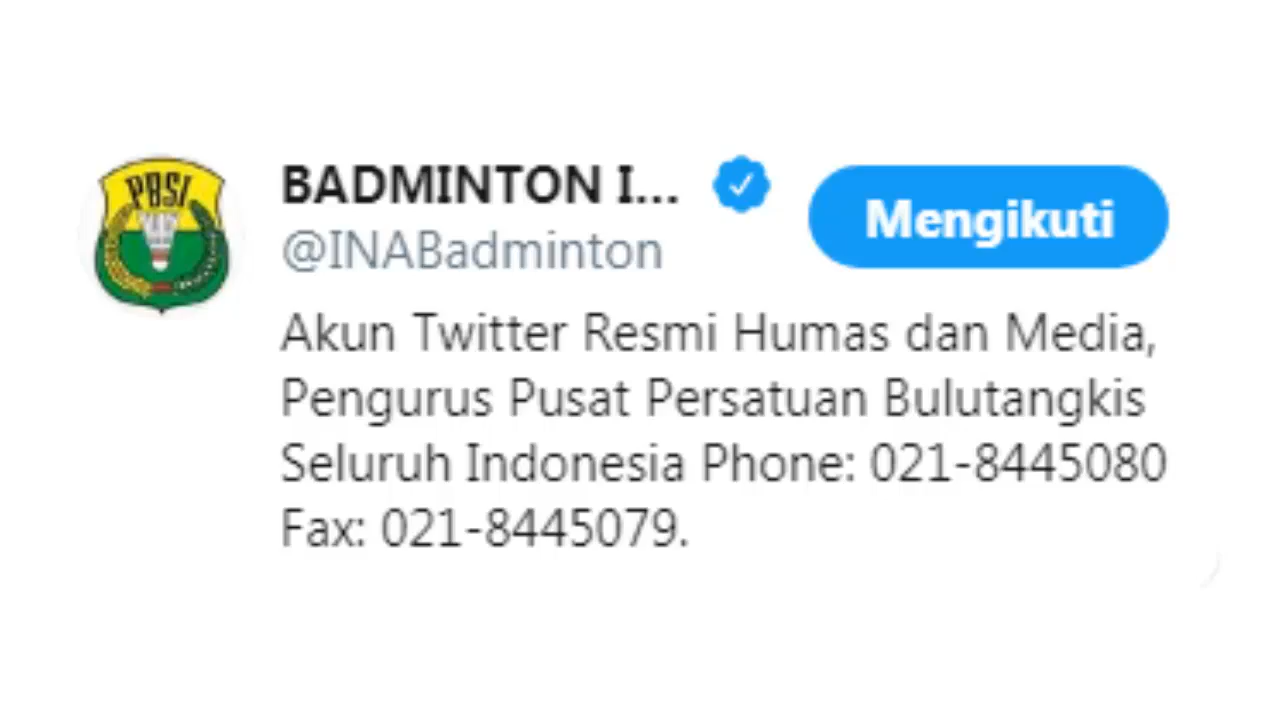 PBSI
BADMINTON I...
@INABadminton
Mengikuti
Akun Twitter Resmi Humas dan Media,
Pengurus Pusat Persatuan Bulutangkis
Seluruh Indonesia Phone: 021-8445080
Fax: 021-8445079.